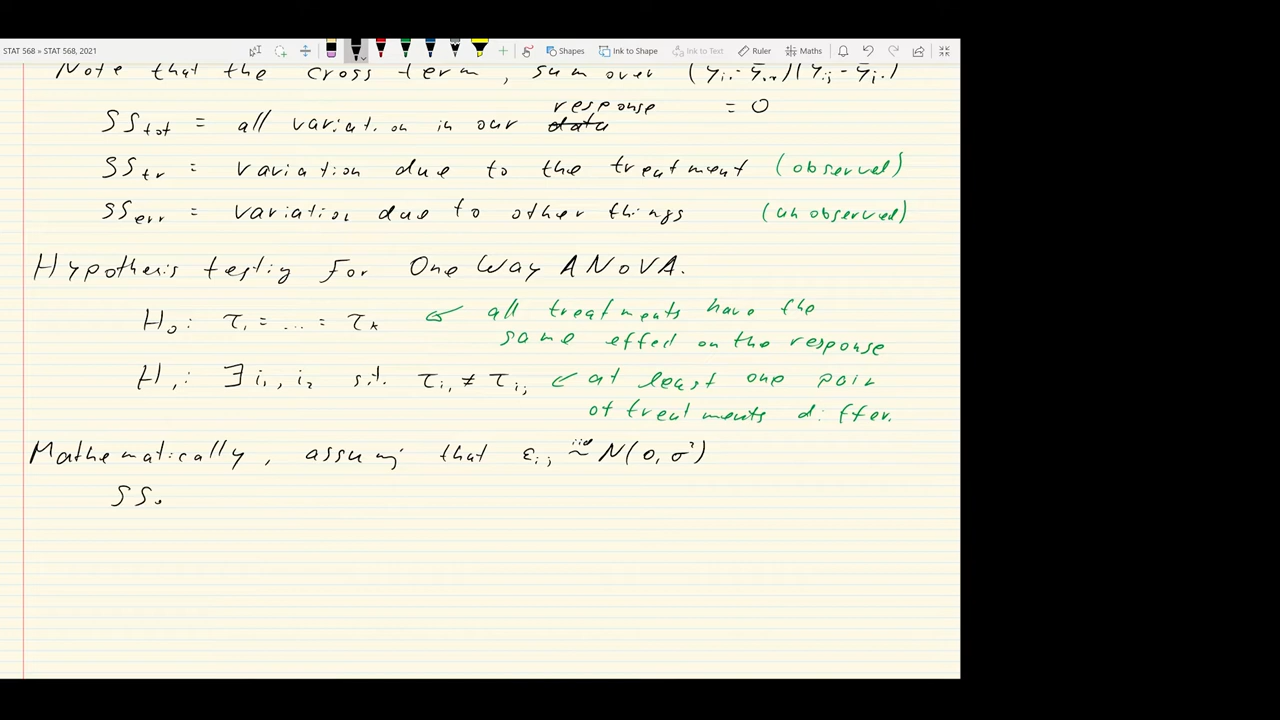 STAT 568 » STAT 568, 2021
Shapes Ink to Shape Ink to Text Ruler Maths
Note that the cross term, sum over (ȳi. - ȳ..)(yij - ȳi.)
= 0
SStot = all variation in our data response
SStr = variation due to the treatment (observed)
SSerr = variation due to other things (unobserved)
Hypothesis testing for One Way ANOVA.
H₀: τ₁ = ... = τk ← all treatments have the
same effect on the response
H₁: ∃ i₁, i₂ s.t. τi₁ ≠ τi₂ ← at least one pair
of treatments differ.
Mathematically, assuming that εij iid ~ N(0, σ²)
SS